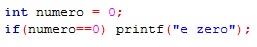 int numero = 0;
if(numero==0) printf("e zero");